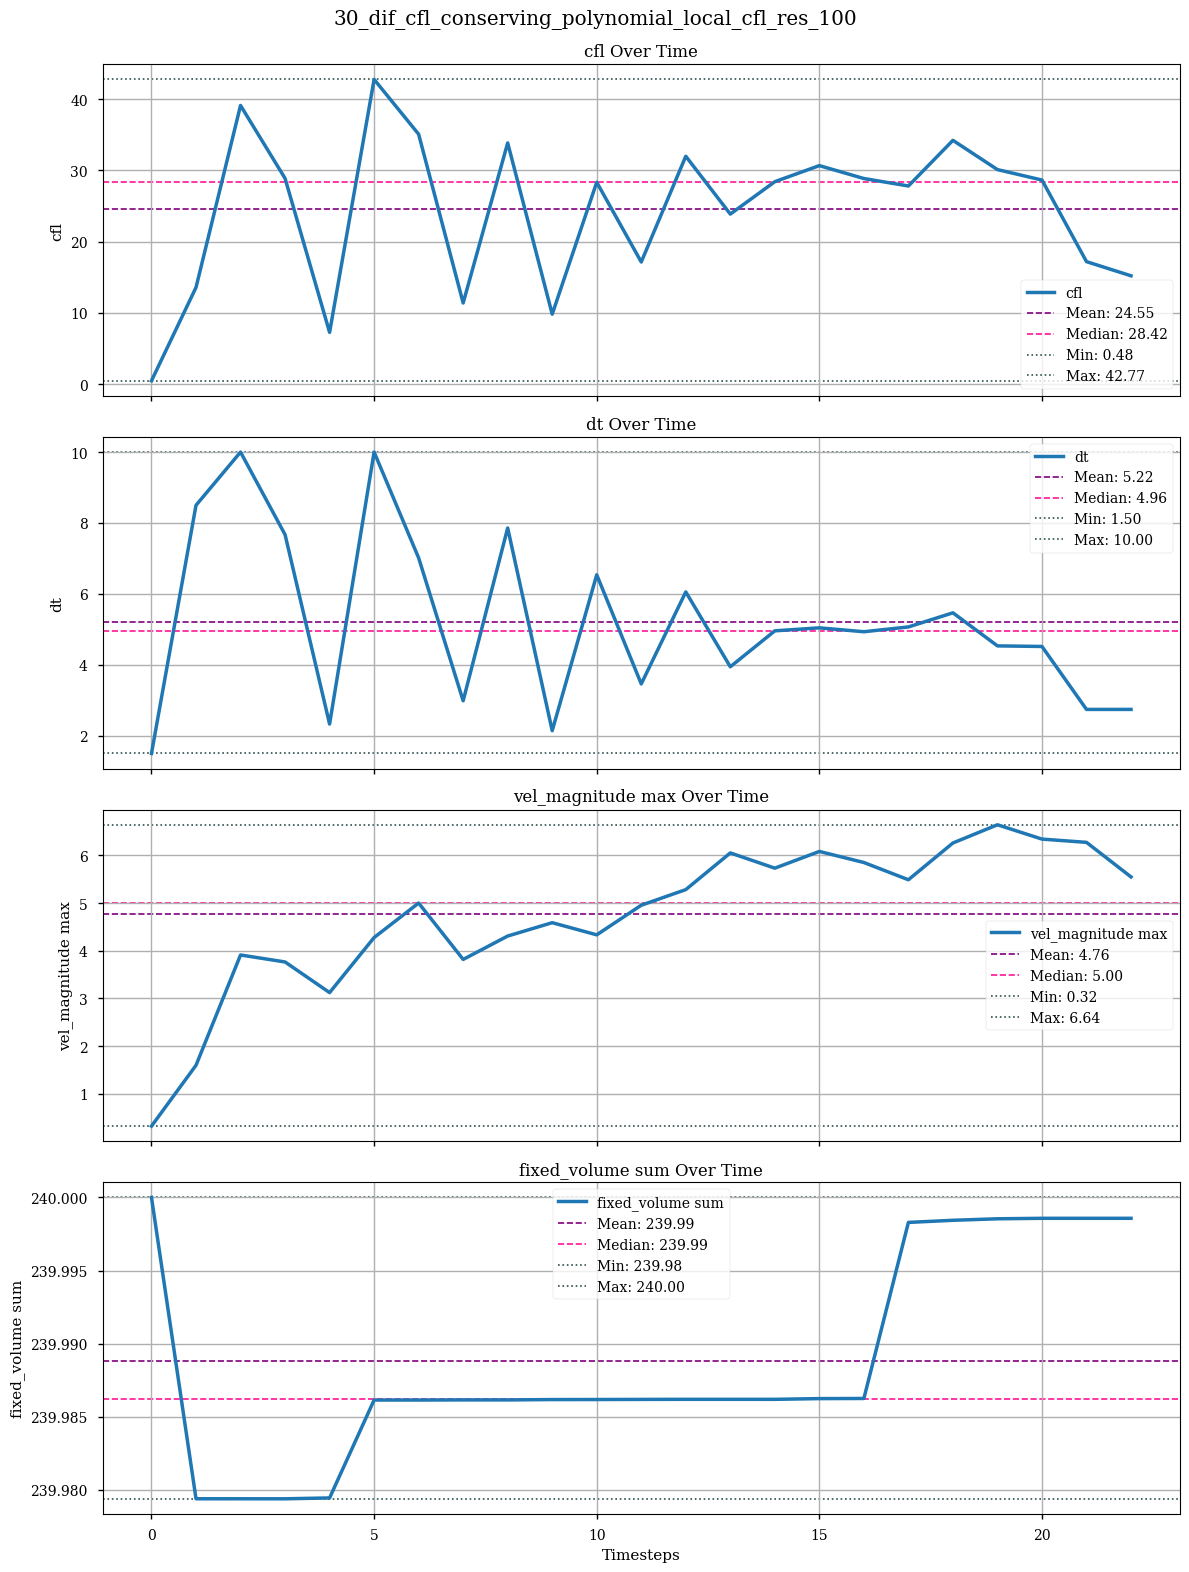 30_dif_cfl_conserving_polynomial_local_cfl_res_100
cfl Over Time
40
30
20
10
0
cfl
cfl
Mean: 24.55
Median: 28.42
Min: 0.48
Max: 42.77
dt Over Time
10
8
6
4
2
dt
dt
Mean: 5.22
Median: 4.96
Min: 1.50
Max: 10.00
vel_magnitude max Over Time
6
5
4
3
2
1
vel_magnitude max
vel_magnitude max
Mean: 4.76
Median: 5.00
Min: 0.32
Max: 6.64
fixed_volume sum Over Time
240.000
239.995
239.990
239.985
239.980
fixed_volume sum
fixed_volume sum
Mean: 239.99
Median: 239.99
Min: 239.98
Max: 240.00
0 5 10 15 20
Timesteps